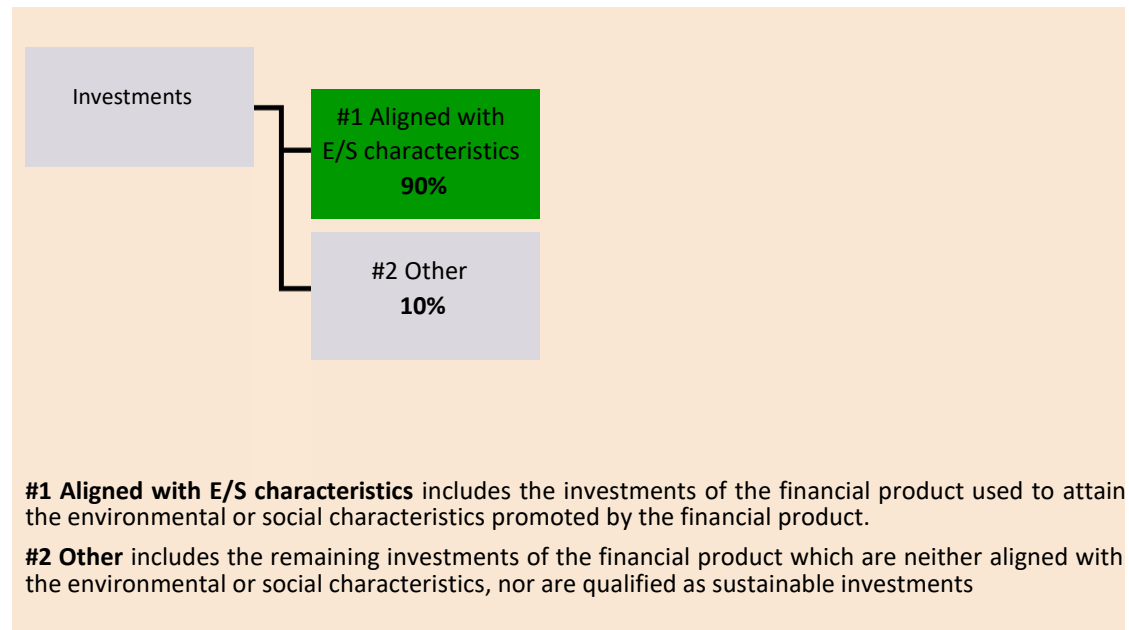 Investments
#1 Aligned with
E/S characteristics
90%
#2 Other
10%
#1 Aligned with E/S characteristics includes the investments of the financial product used to attain
the environmental or social characteristics promoted by the financial product.
#2 Other includes the remaining investments of the financial product which are neither aligned with
the environmental or social characteristics, nor are qualified as sustainable investments